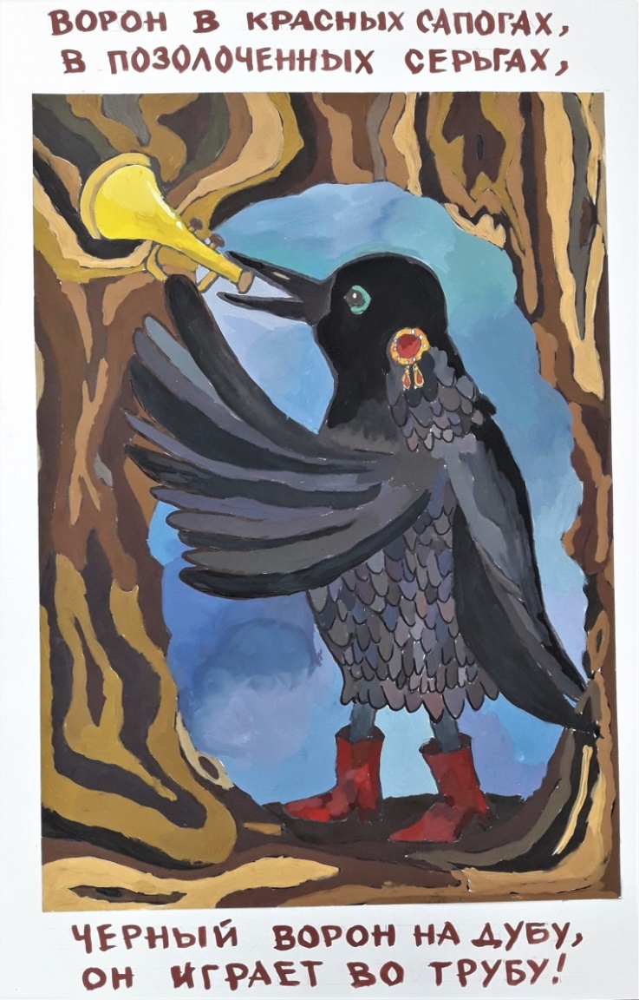 ВОРОН В КРАСНЫХ САПОГАХ,
В ПОЗОЛОЧЕННЫХ СЕРЬГАХ,
ЧЕРНЫЙ ВОРОН НА ДУБУ,
ОН ИГРАЕТ ВО ТРУБУ!